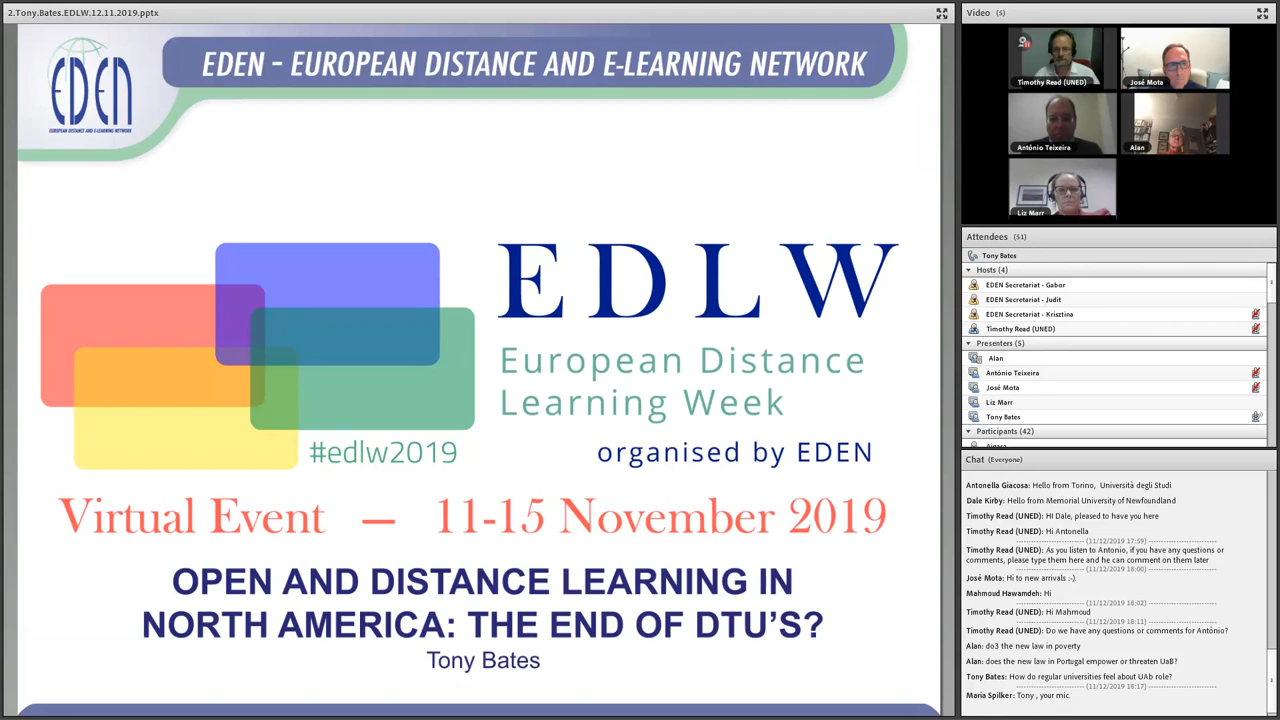 2.Tony.Bates.EDLW.12.11.2019.pptx
EDEN
EUROPEAN DISTANCE AND E-LEARNING NETWORK
EDEN - EUROPEAN DISTANCE AND E-LEARNING NETWORK
EDLW
European Distance
Learning Week
#edlw2019
organised by EDEN
Virtual Event — 11-15 November 2019
OPEN AND DISTANCE LEARNING IN
NORTH AMERICA: THE END OF DTU'S?
Tony Bates
Video (5)
Timothy Read (UNED)
José Mota
António Teixeira
Alan
Liz Marr
Attendees (51)
Tony Bates
Hosts (4)
EDEN Secretariat - Gabor
EDEN Secretariat - Judit
EDEN Secretariat - Krisztina
Timothy Read (UNED)
Presenters (5)
Alan
António Teixeira
José Mota
Liz Marr
Tony Bates
Participants (42)
Chat (Everyone)
Antonella Giacosa: Hello from Torino, Università degli Studi
Dale Kirby: Hello from Memorial University of Newfoundland
Timothy Read (UNED): HI Dale, pleased to have you here
Timothy Read (UNED): Hi Antonella
(11/12/2019 17:59)
Timothy Read (UNED): As you listen to Antonio, if you have any questions or
comments, please type them here and he can comment on them later
(11/12/2019 18:00)
José Mota: Hi to new arrivals :-).
Mahmoud Hawamdeh: Hi
(11/12/2019 18:02)
Timothy Read (UNED): Hi Mahmoud
(11/12/2019 18:11)
Timothy Read (UNED): Do we have any questions or comments for António?
Alan: do3 the new law in poverty
Alan: does the new law in Portugal empower or threaten UaB?
Tony Bates: How do regular universities feel about UAb role?
(11/12/2019 18:17)
Maria Spilker: Tony , your mic.